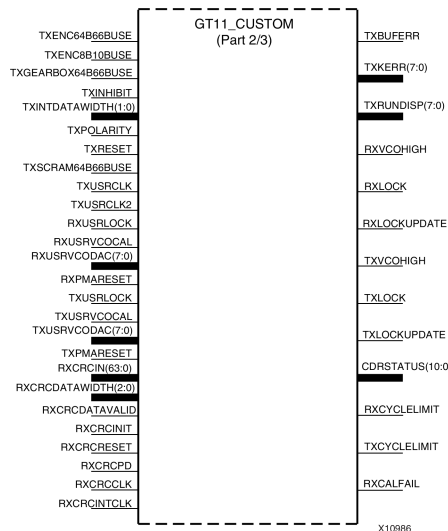 GT11_CUSTOM
(Part 2/3)
TXENC64B66BUSE
TXENC8B10BUSE
TXGEARBOX64B66BUSE
TXINHIBIT
TXINTDATAWIDTH(1:0)
TXPOLARITY
TXRESET
TXSCRAM64B66BUSE
TXUSRCLK
TXUSRCLK2
RXUSRLOCK
RXUSRVCOCAL
RXUSRVCODAC(7:0)
RXPMARESET
TXUSRLOCK
TXUSRVCOCAL
TXUSRVCODAC(7:0)
TXPMARESET
RXCRCIN(63:0)
RXCRCDATAWIDTH(2:0)
RXCRCDATAVALID
RXCRCINIT
RXCRCRESET
RXCRCPD
RXCRCCLK
RXCRCINTCLK
TXBUFERR
TXKERR(7:0)
TXRUNDISP(7:0)
RXVCOHIGH
RXLOCK
RXLOCKUPDATE
TXVCOHIGH
TXLOCK
TXLOCKUPDATE
CDRSTATUS(10:0
RXCYCLELIMIT
TXCYCLELIMIT
RXCALFAIL
X10986